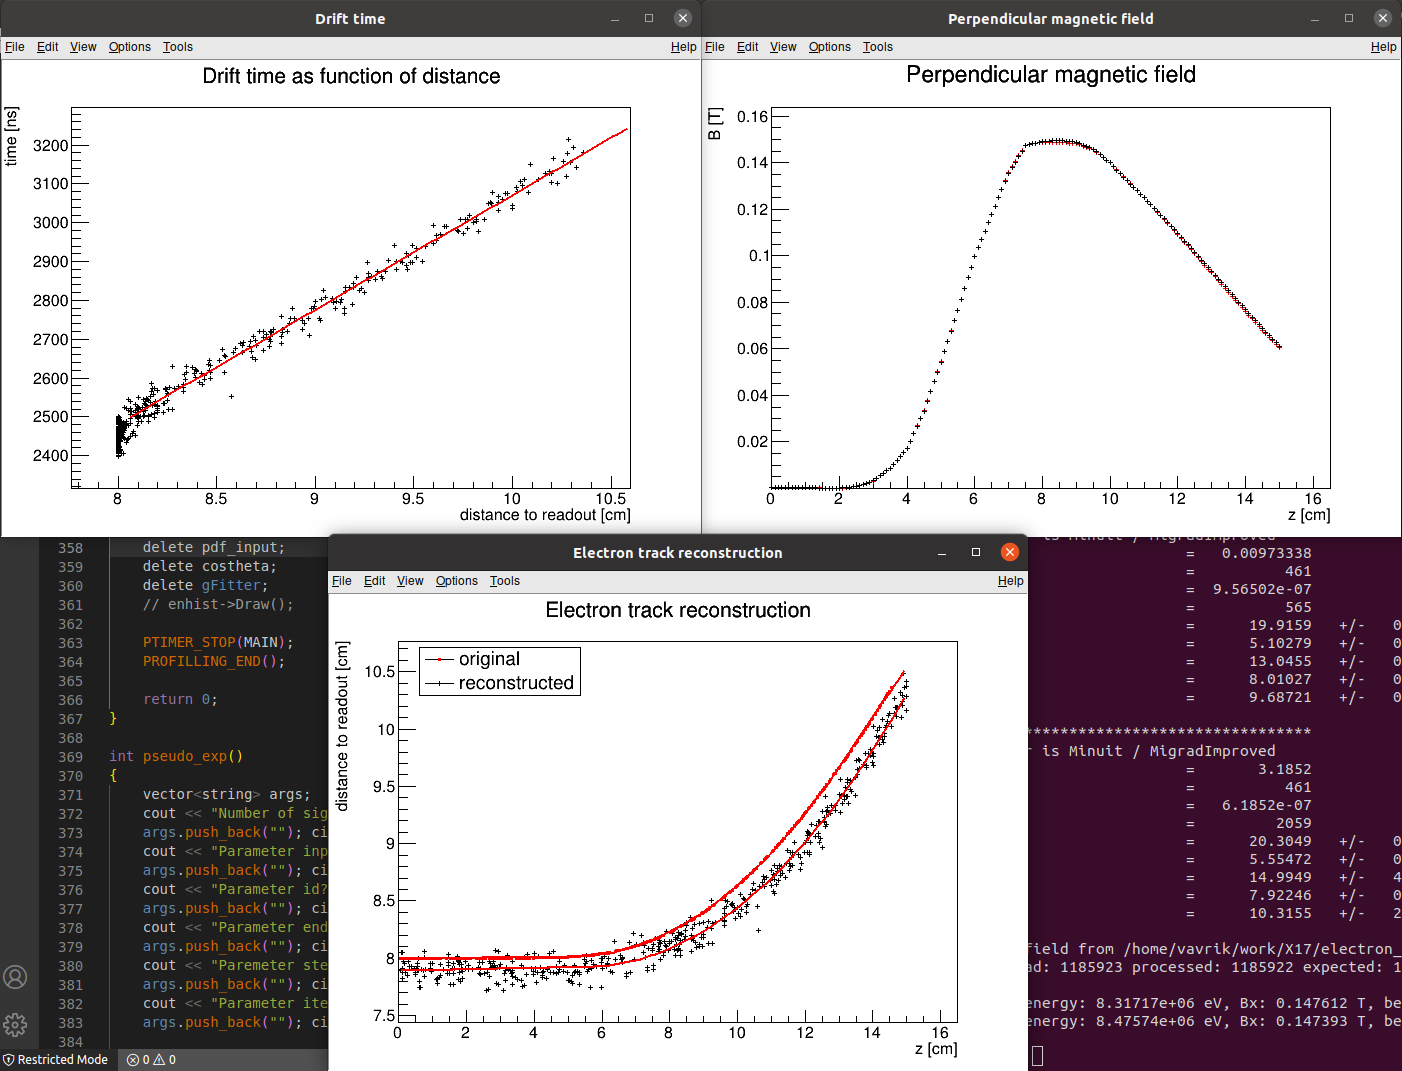 Drift time
File Edit View Options Tools Help
Drift time as function of distance
time [ns]
3200
3100
3000
2900
2800
2700
2600
2500
2400
8 8.5 9 9.5 10 10.5
distance to readout [cm]
Perpendicular magnetic field
File Edit View Options Tools Help
Perpendicular magnetic field
B [T]
0.16
0.14
0.12
0.1
0.08
0.06
0.04
0.02
0 2 4 6 8 10 12 14 16
z [cm]
358 delete pdf_input;
359 delete costheta;
360 delete gFitter;
361 // enhist->Draw();
362
363 PTIMER_STOP(MAIN);
364 PROFILLING_END();
365
366 return 0;
367 }
368
369 int pseudo_exp()
370 {
371 vector<string> args;
372 cout << "Number of sig
373 args.push_back(""); ci
374 cout << "Parameter inp
375 args.push_back(""); ci
376 cout << "Parameter id?
377 args.push_back(""); ci
378 cout << "Parameter end
379 args.push_back(""); ci
380 cout << "Paremeter ste
381 args.push_back(""); ci
382 cout << "Parameter ite
383 args.push_back(""); ci
384
Restricted Mode 0 0
Electron track reconstruction
File Edit View Options Tools Help
Electron track reconstruction
distance to readout [cm]
original
reconstructed
10.5
10
9.5
9
8.5
8
7.5
0 2 4 6 8 10 12 14 16
z [cm]
is Minuit / MigradImproved
= 0.00973338
= 461
= 9.56502e-07
= 565
= 19.9159 +/- 0
= 5.10279 +/- 0
= 13.0455 +/- 0
= 8.01027 +/- 0
= 9.68721 +/- 0
********************************
r is Minuit / MigradImproved
= 3.1852
= 461
= 6.1852e-07
= 2059
= 20.3049 +/- 0
= 5.55472 +/- 0
= 14.9949 +/- 4
= 7.92246 +/- 0
= 10.3155 +/- 2
field from /home/vavrik/work/X17/electron_
ad: 1185923 processed: 1185922 expected: 1
energy: 8.31717e+06 eV, Bx: 0.147612 T, be
energy: 8.47574e+06 eV, Bx: 0.147393 T, be